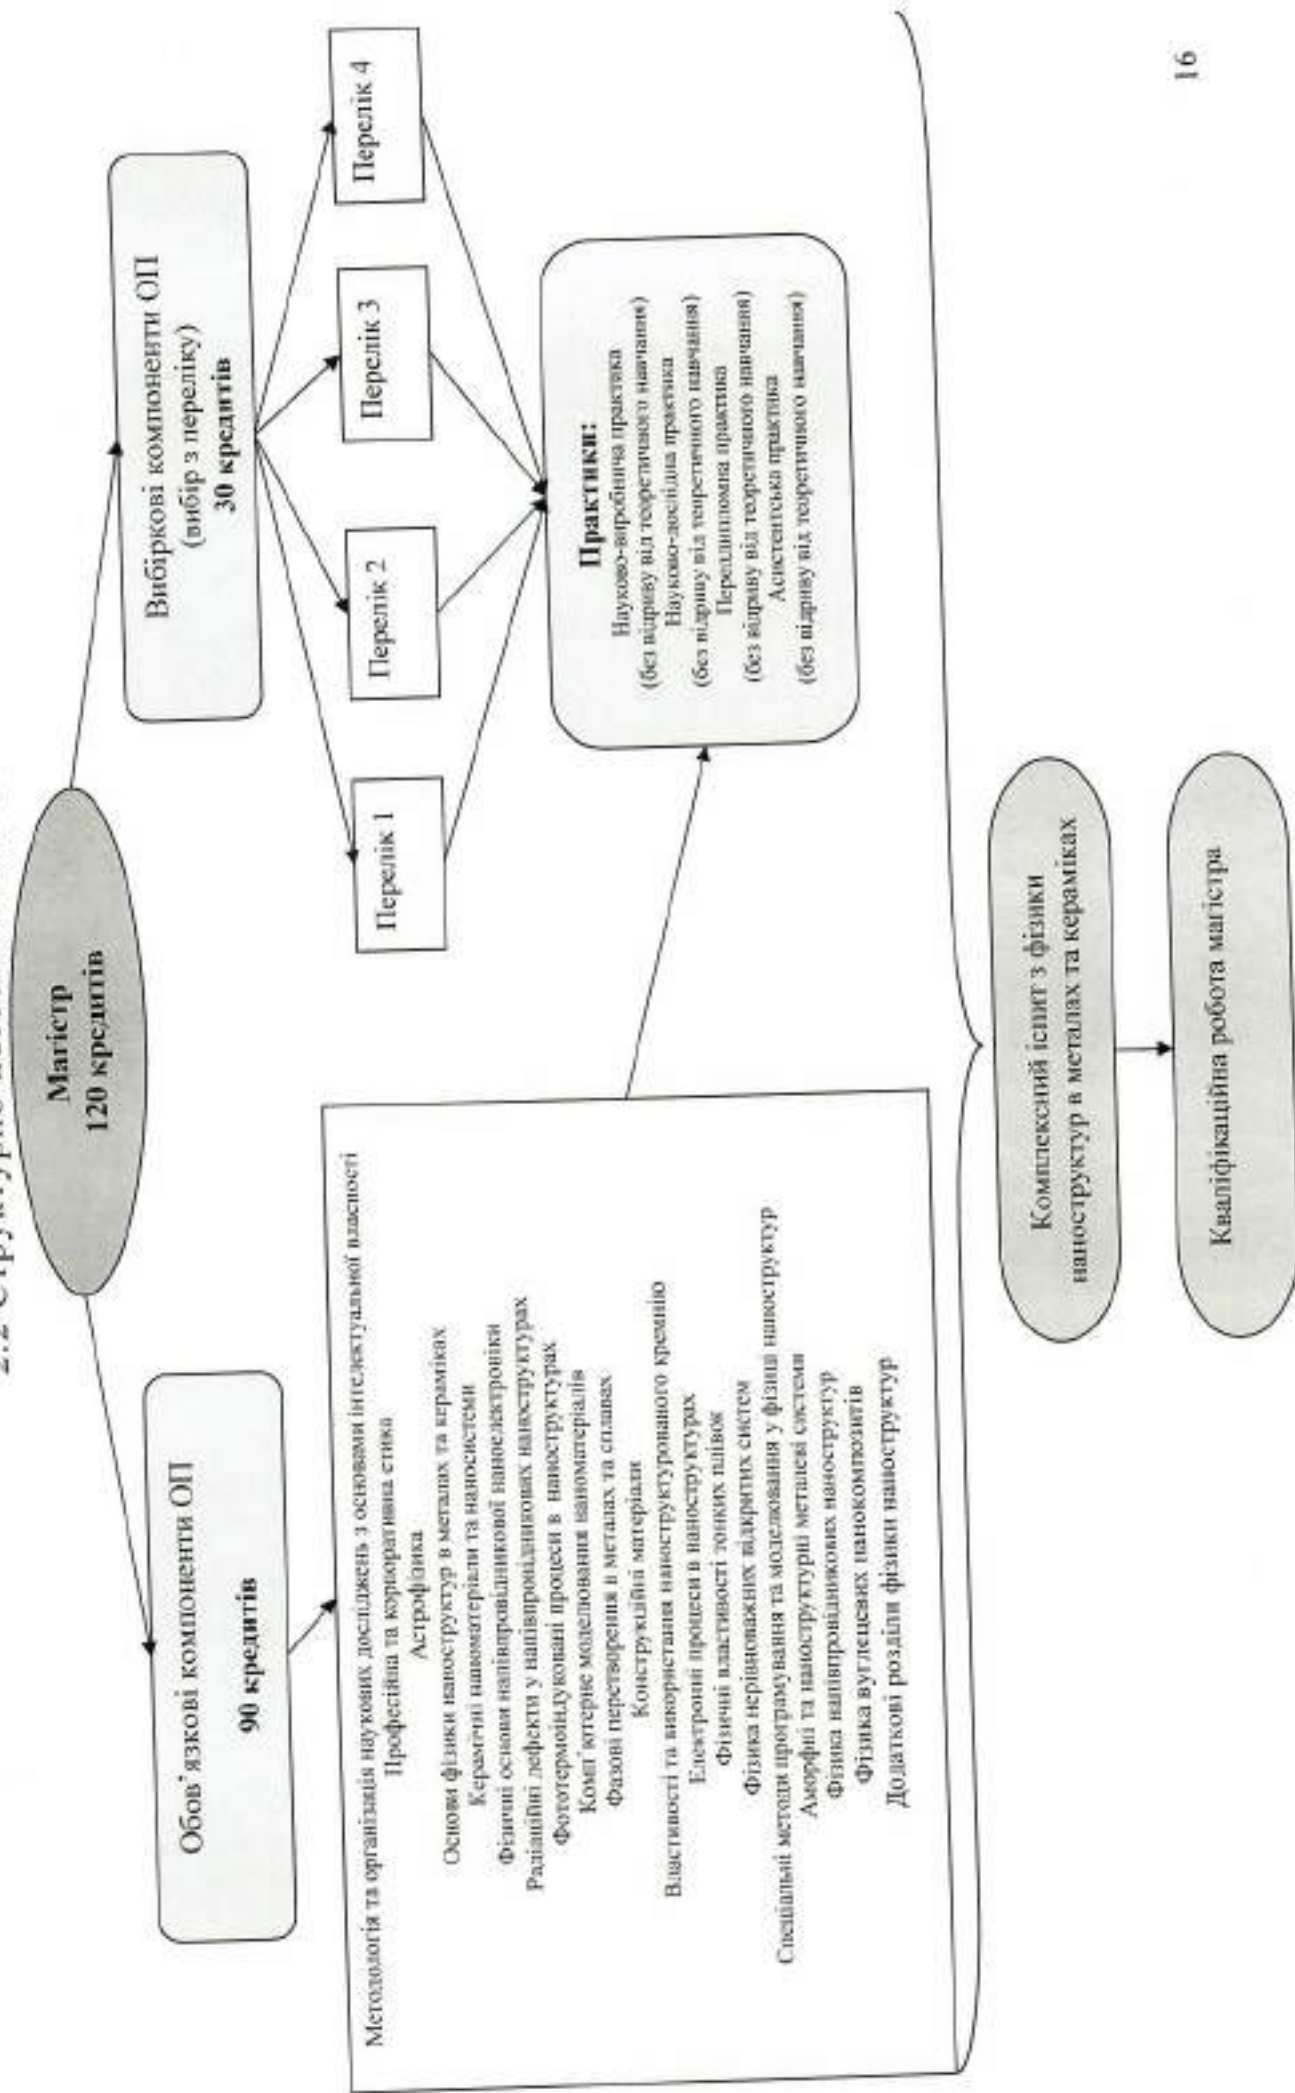 2.2 Структурно
Магістр
120 кредитів
Обов'язкові компоненти ОП
90 кредитів
Вибіркові компоненти ОП
(вибір з переліку)
30 кредитів
Методологія та організація наукових досліджень з основами інтелектуальної власності
Професійна та корпоративна етика
Астрофізика
Основи фізики наноструктур в металах та кераміках
Керамічні наноматеріали та наносистеми
Фізичні основи напівпровідникової наноелектроніки
Радіаційні дефекти у напівпровідникових наноструктурах
Фототермоіндуковані процеси в наноструктурах
Комп'ютерне моделювання наноматеріалів
Фазові перетворення в металах та сплавах
Конструкційні матеріали
Властивості та використання наноструктурованого кремнію
Електронні процеси в наноструктурах
Фізичні властивості тонких плівок
Фізика нерівноважних відкритих систем
Спеціальні методи програмування та моделювання у фізиці наноструктур
Аморфні та наноструктурні металеві системи
Фізика напівпровідникових наноструктур
Фізика вуглецевих нанокомпозитів
Додаткові розділи фізики наноструктур
Перелік 1
Перелік 2
Перелік 3
Перелік 4
Практики:
Науково-виробнича практика
(без відриву від теоретичного навчання)
Науково-дослідна практика
(без відриву від теоретичного навчання)
Переддипломна практика
(без відриву від теоретичного навчання)
Асистентська практика
(без відриву від теоретичного навчання)
Комплексний іспит з фізики
наноструктур в металах та кераміках
Кваліфікаційна робота магістра
16